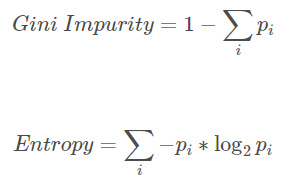 Gini Impurity = 1 − ∑ᵢ pᵢ
Entropy = ∑ᵢ −pᵢ * log₂ pᵢ